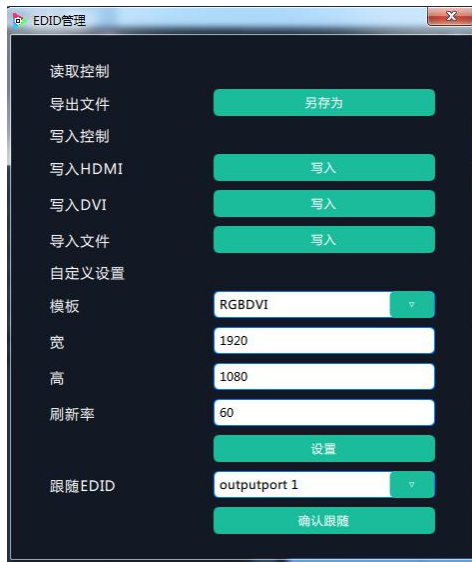 EDID管理
读取控制
导出文件 另存为
写入控制
写入HDMI 写入
写入DVI 写入
导入文件 写入
自定义设置
模板 RGBDVI
宽 1920
高 1080
刷新率 60
设置
跟随EDID outputport 1
确认跟随